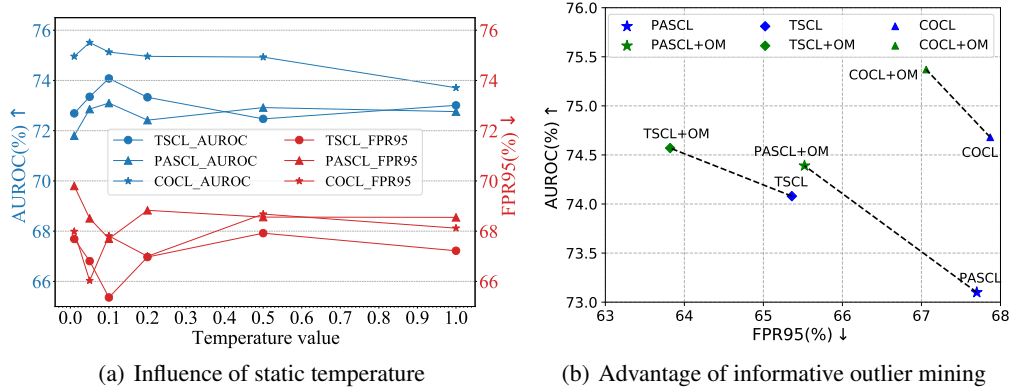 76
74
72
70
68
66
AUROC(%) ↑
76
74
72
70
68
66
FPR95(%) ↓
TSCL_AUROC
PASCL_AUROC
COCL_AUROC
TSCL_FPR95
PASCL_FPR95
COCL_FPR95
0.0 0.1 0.2 0.3 0.4 0.5 0.6 0.7 0.8 0.9 1.0
Temperature value
(a) Influence of static temperature
76.0
75.5
75.0
74.5
74.0
73.5
73.0
AUROC(%) ↑
PASCL
PASCL+OM
TSCL
TSCL+OM
COCL
COCL+OM
COCL+OM
COCL
TSCL+OM
PASCL+OM
TSCL
PASCL
63 64 65 66 67 68
FPR95(%) ↓
(b) Advantage of informative outlier mining